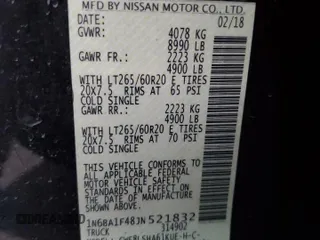 MFD BY NISSAN MOTOR CO., LTD.
DATE: 02/18
GVWR: 4078 KG
8990 LB
GAWR FR: 2223 KG
4900 LB
WITH LT265/60R20 E TIRES
20X7.5 RIMS AT 65 PSI
COLD SINGLE
GAWR RR: 2223 KG
4900 LB
WITH LT265/60R20 E TIRES
20X7.5 RIMS AT 70 PSI
COLD SINGLE
THIS VEHICLE CONFORMS TO ALL
APPLICABLE FEDERAL MOTOR
VEHICLE SAFETY STANDARDS IN
EFFECT ON THE DATE OF
MANUFACTURE SHOWN ABOVE.
1N6BA1F48JN521832
TRUCK 314902